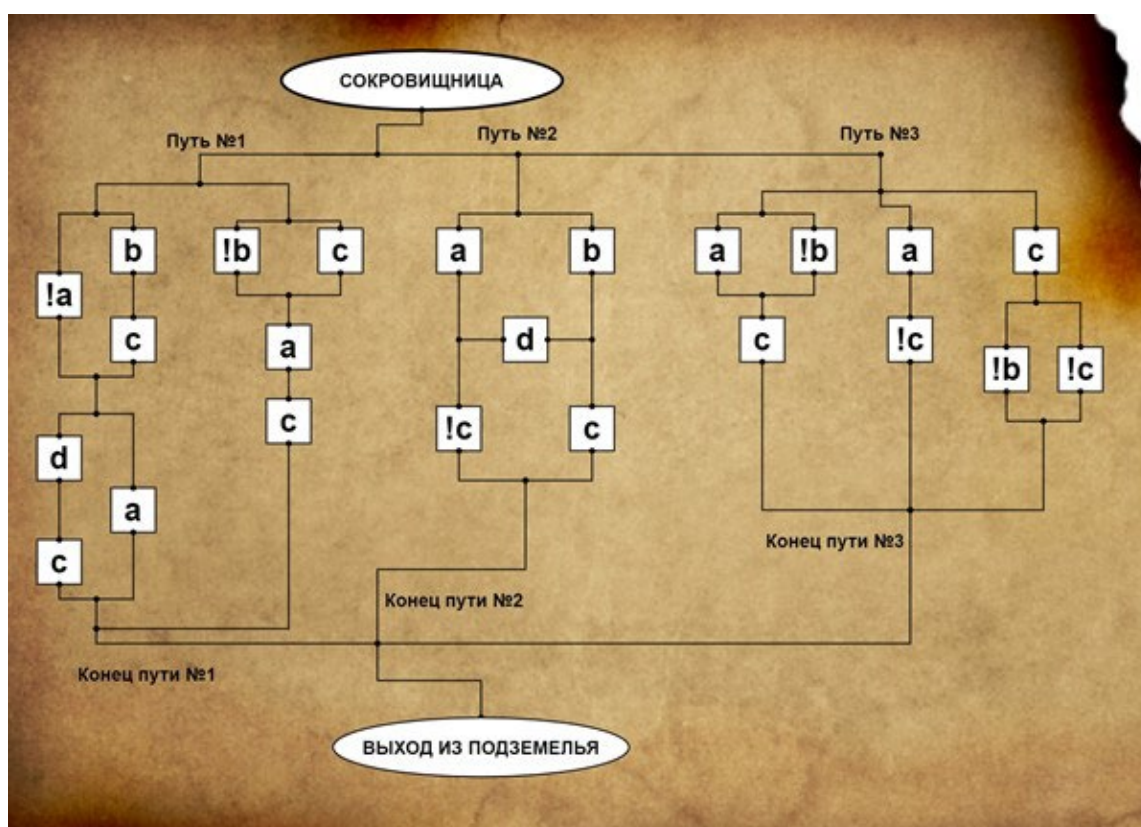 СОКРОВИЩНИЦА
Путь №1 Путь №2 Путь №3
b !b c a b a !b a c
!a
c a d c !c !b !c
d c !c c
a
c
Конец пути №3
Конец пути №2
Конец пути №1
ВЫХОД ИЗ ПОДЗЕМЕЛЬЯ